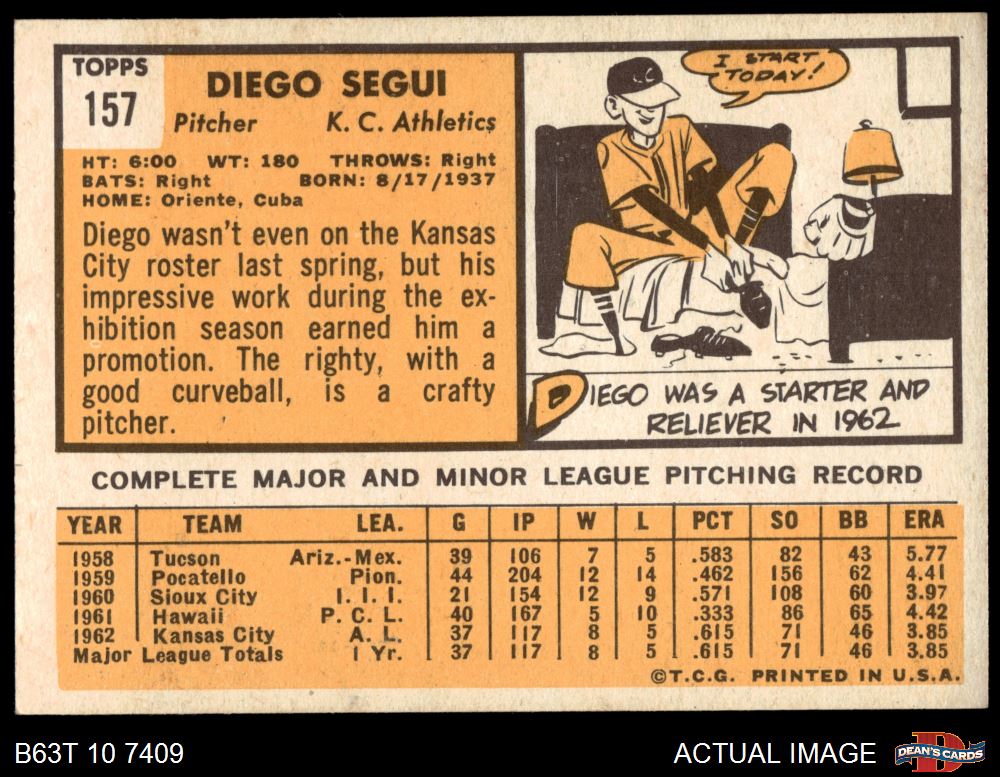 TOPPS
157
DIEGO SEGUI
Pitcher K. C. Athletics
HT: 6:00 WT: 180 THROWS: Right
BATS: Right BORN: 8/17/1937
HOME: Oriente, Cuba
Diego wasn't even on the Kansas
City roster last spring, but his
impressive work during the ex-
hibition season earned him a
promotion. The righty, with a
good curveball, is a crafty
pitcher.
I START
TODAY!
C
DIEGO WAS A STARTER AND
RELIEVER IN 1962
COMPLETE MAJOR AND MINOR LEAGUE PITCHING RECORD
YEAR TEAM LEA. G IP W L PCT SO BB ERA
1958 Tucson Ariz.-Mex. 39 106 7 5 .583 82 43 5.77
1959 Pocatello Pion. 44 204 12 14 .462 156 62 4.41
1960 Sioux City I. I. I. 21 154 12 9 .571 108 60 3.97
1961 Hawaii P. C. L. 40 167 5 10 .333 86 65 4.42
1962 Kansas City A. L. 37 117 8 5 .615 71 46 3.85
Major League Totals 1 Yr. 37 117 8 5 .615 71 46 3.85
©T.C.G. PRINTED IN U.S.A.
B63T 10 7409 ACTUAL IMAGE
DEAN'S CARDS